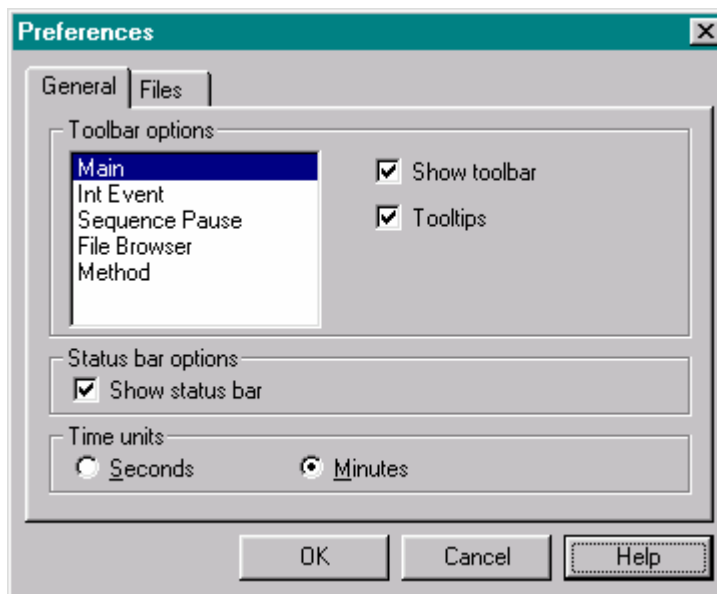 Preferences
General Files
Toolbar options
Main
Int Event
Sequence Pause
File Browser
Method
Show toolbar
Tooltips
Status bar options
Show status bar
Time units
Seconds Minutes
OK Cancel Help